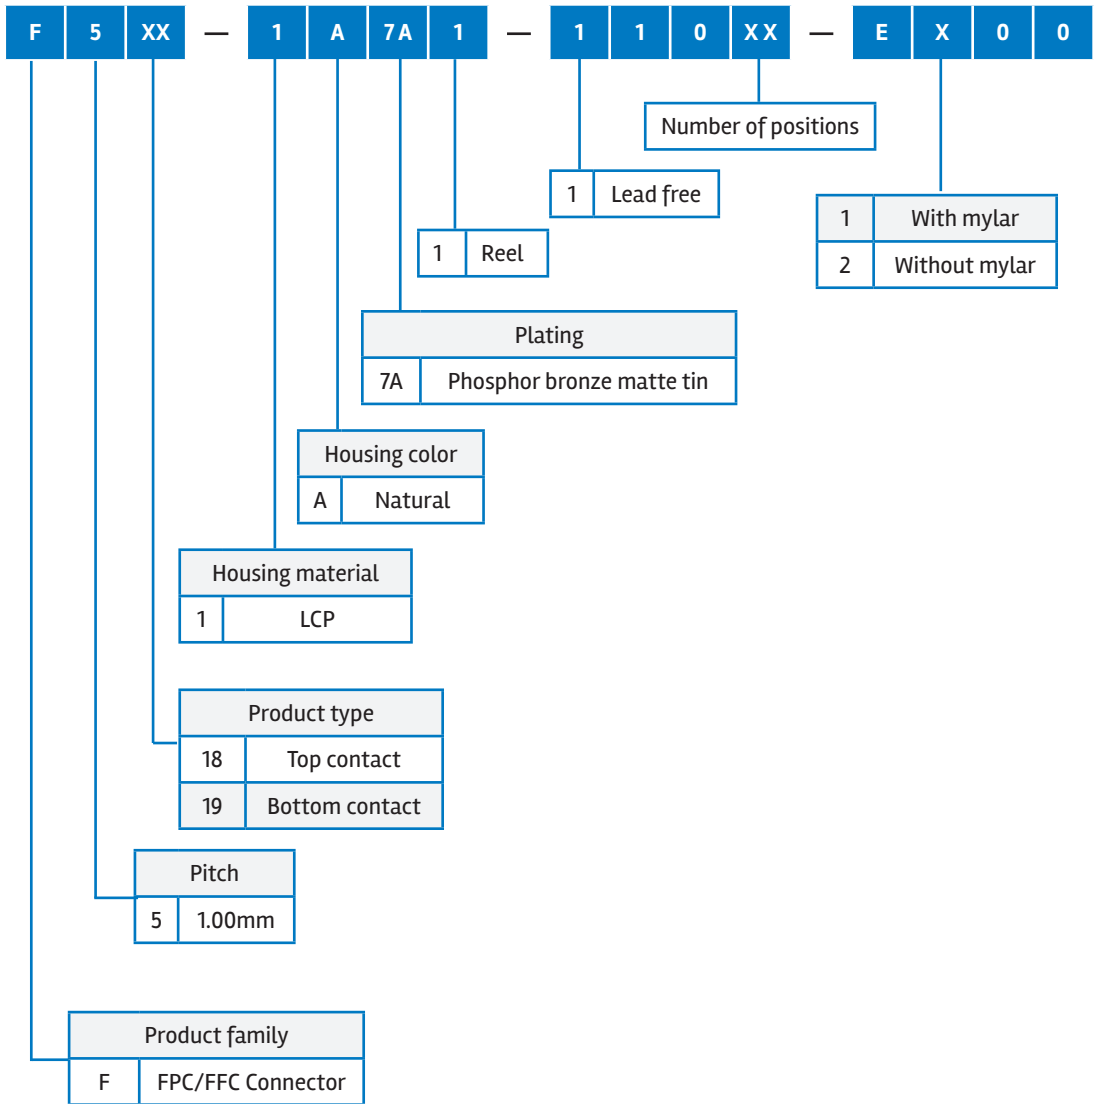 F 5 XX — 1 A 7A 1 — 1 1 0 XX — E X 0 0
Number of positions
1 Lead free
1 With mylar
2 Without mylar
1 Reel
Plating
7A Phosphor bronze matte tin
Housing color
A Natural
Housing material
1 LCP
Product type
18 Top contact
19 Bottom contact
Pitch
5 1.00mm
Product family
F FPC/FFC Connector